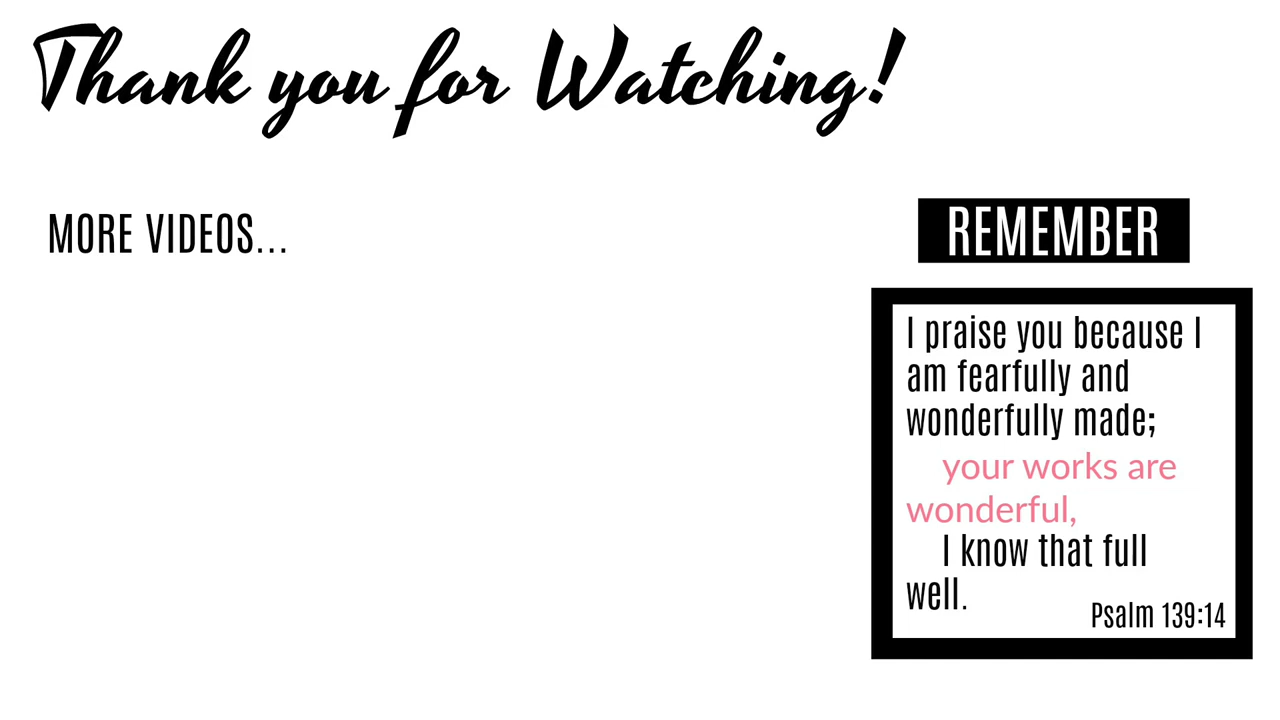 Thank you for Watching!
MORE VIDEOS...
REMEMBER
I praise you because I
am fearfully and
wonderfully made;
your works are
wonderful,
I know that full
well.
Psalm 139:14